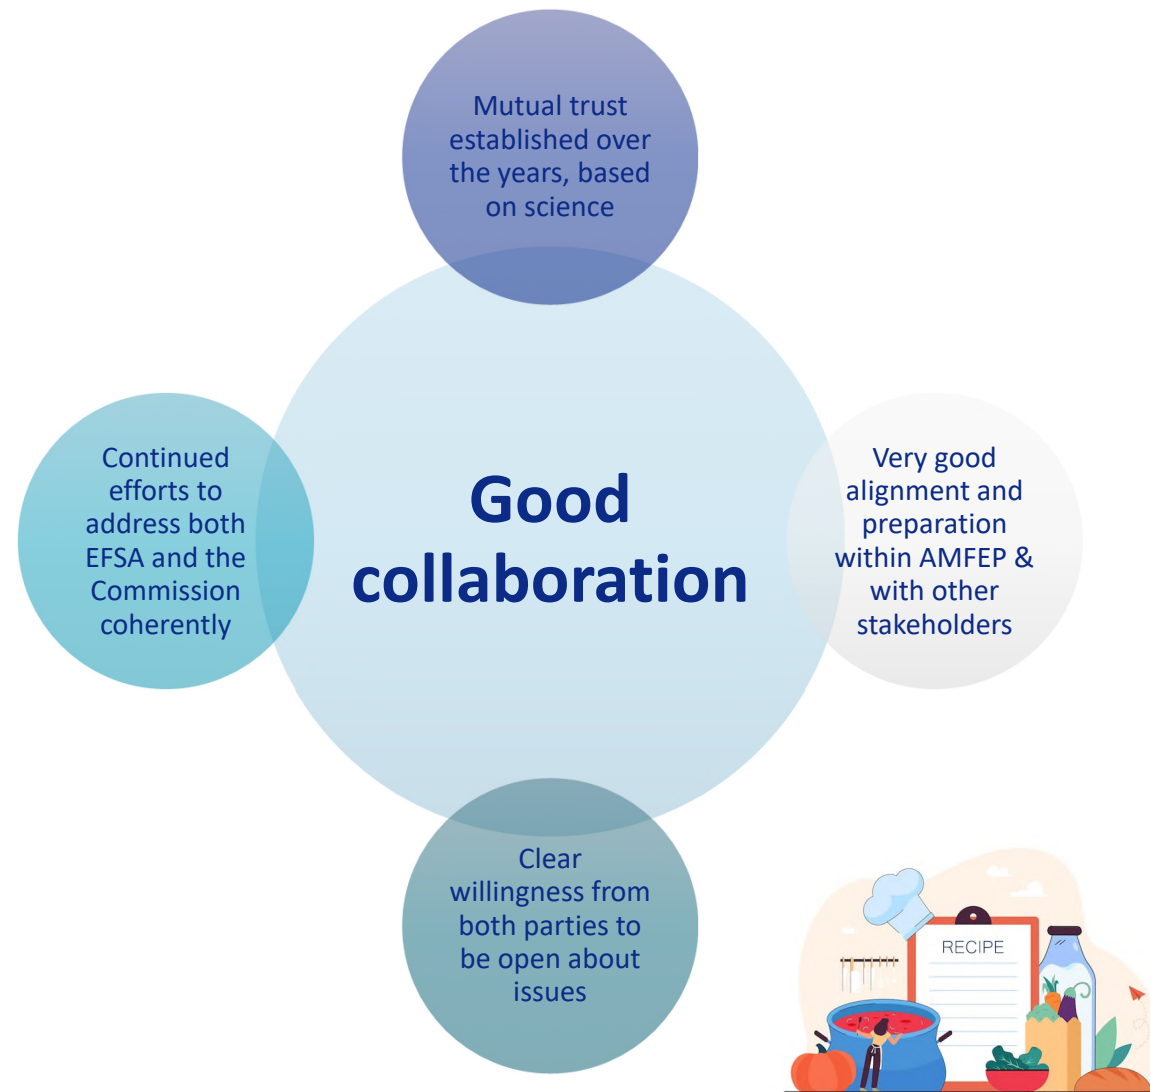 Mutual trust
established over
the years, based
on science
Continued
efforts to
address both
EFSA and the
Commission
coherently
Good
collaboration
Very good
alignment and
preparation
within AMFEP &
with other
stakeholders
Clear
willingness from
both parties to
be open about
issues
RECIPE